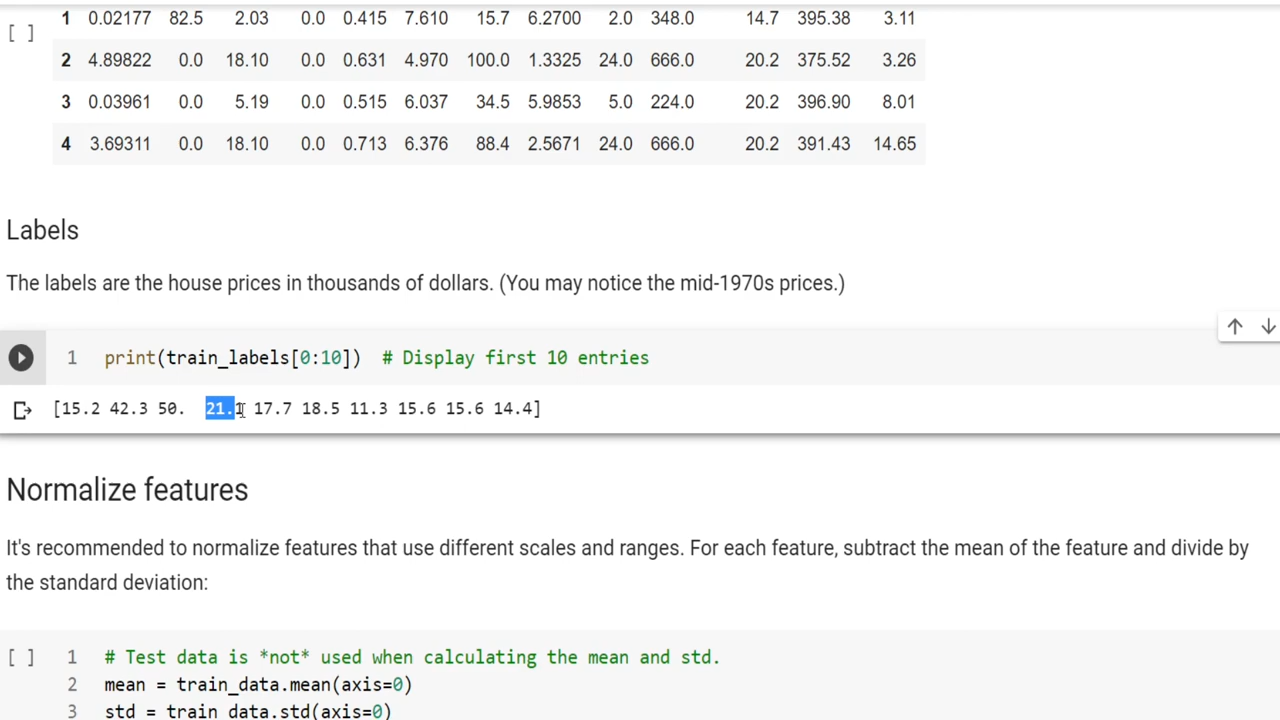 1 0.02177 82.5 2.03 0.0 0.415 7.610 15.7 6.2700 2.0 348.0 14.7 395.38 3.11
[ ]
2 4.89822 0.0 18.10 0.0 0.631 4.970 100.0 1.3325 24.0 666.0 20.2 375.52 3.26
3 0.03961 0.0 5.19 0.0 0.515 6.037 34.5 5.9853 5.0 224.0 20.2 396.90 8.01
4 3.69311 0.0 18.10 0.0 0.713 6.376 88.4 2.5671 24.0 666.0 20.2 391.43 14.65
Labels
The labels are the house prices in thousands of dollars. (You may notice the mid-1970s prices.)
1 print(train_labels[0:10]) # Display first 10 entries
[15.2 42.3 50. 21.1 17.7 18.5 11.3 15.6 15.6 14.4]
Normalize features
It's recommended to normalize features that use different scales and ranges. For each feature, subtract the mean of the feature and divide by
the standard deviation:
[ ] 1 # Test data is *not* used when calculating the mean and std.
2 mean = train_data.mean(axis=0)
3 std = train_data.std(axis=0)